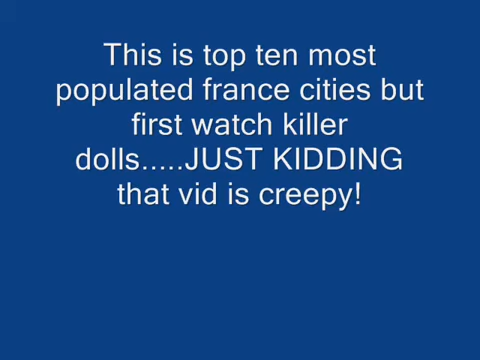 This is top ten most
populated france cities but
first watch killer
dolls.....JUST KIDDING
that vid is creepy!